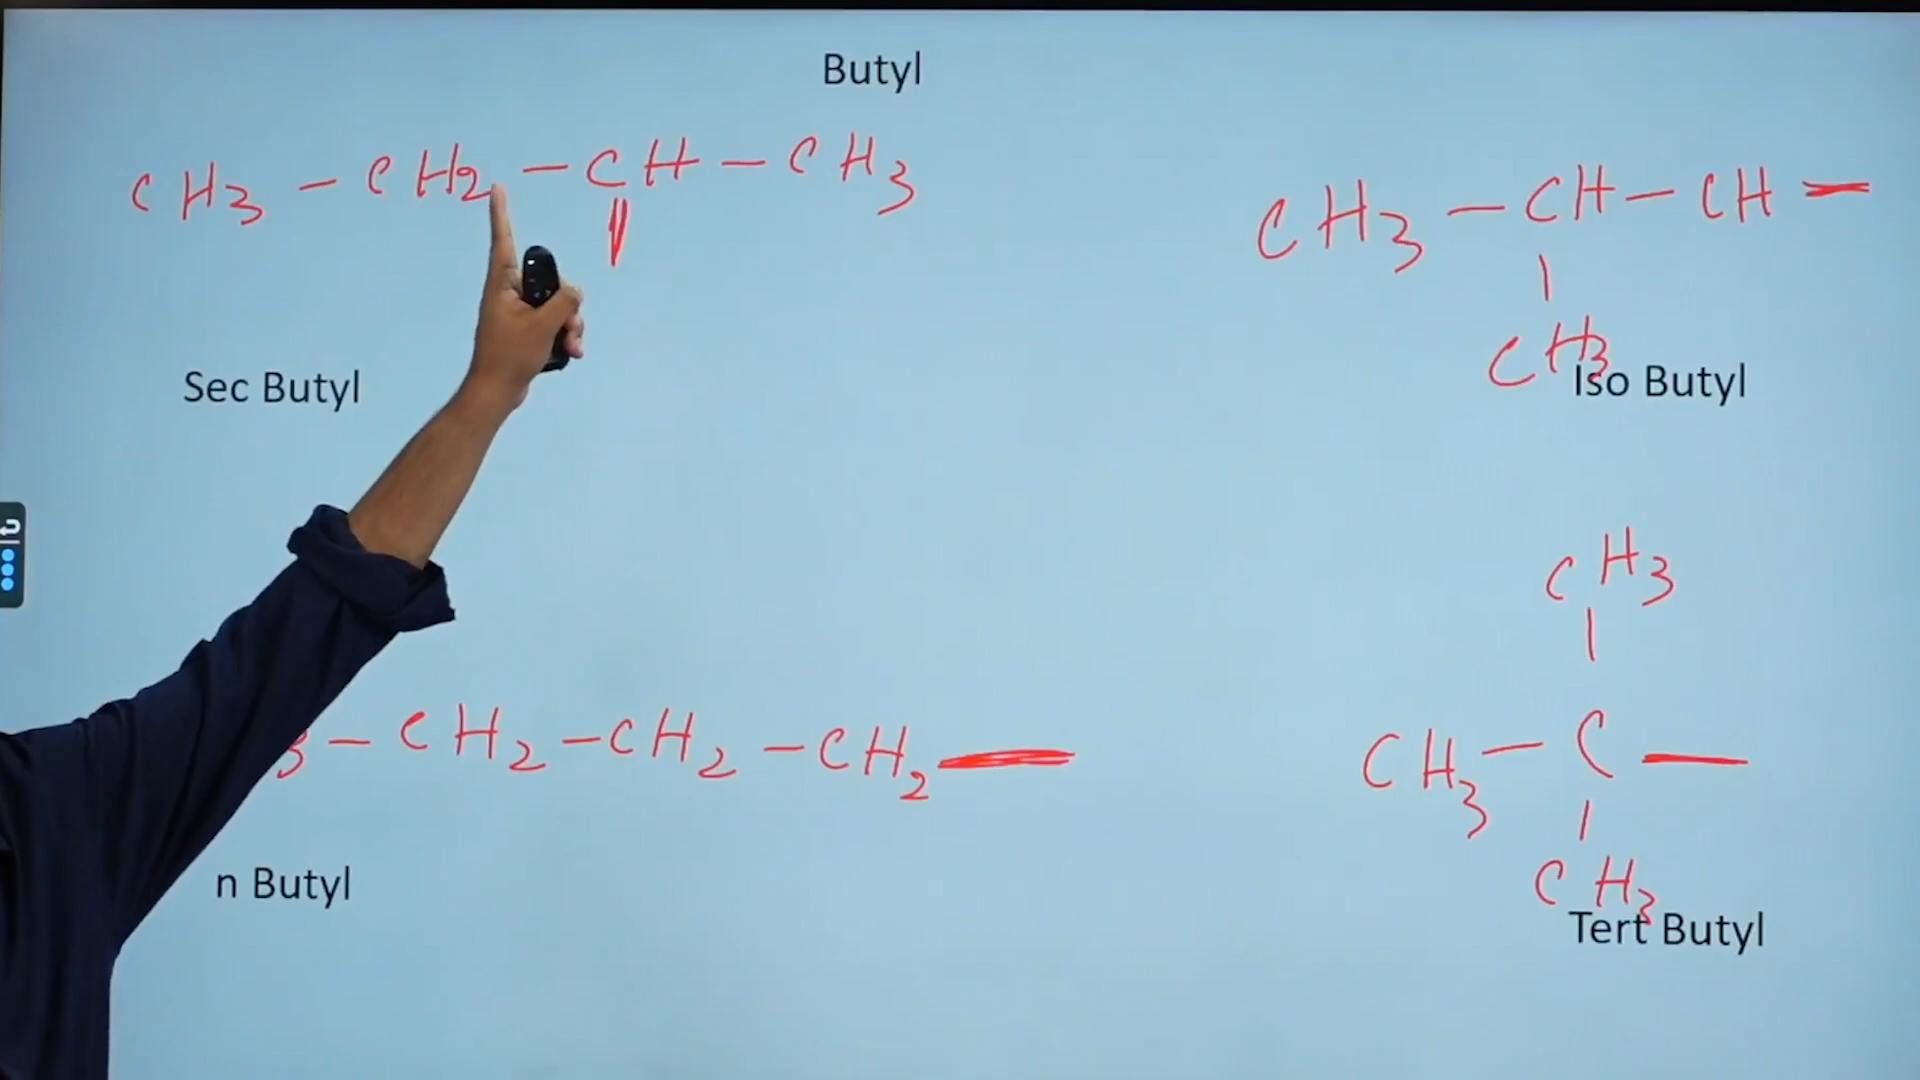 Butyl
CH3 - CH2 - CH - CH3
CH3 - CH - CH -
CH3
Sec Butyl
Iso Butyl
CH3
3 - CH2 - CH2 - CH2 -
CH3 - C -
CH3
n Butyl
Tert Butyl